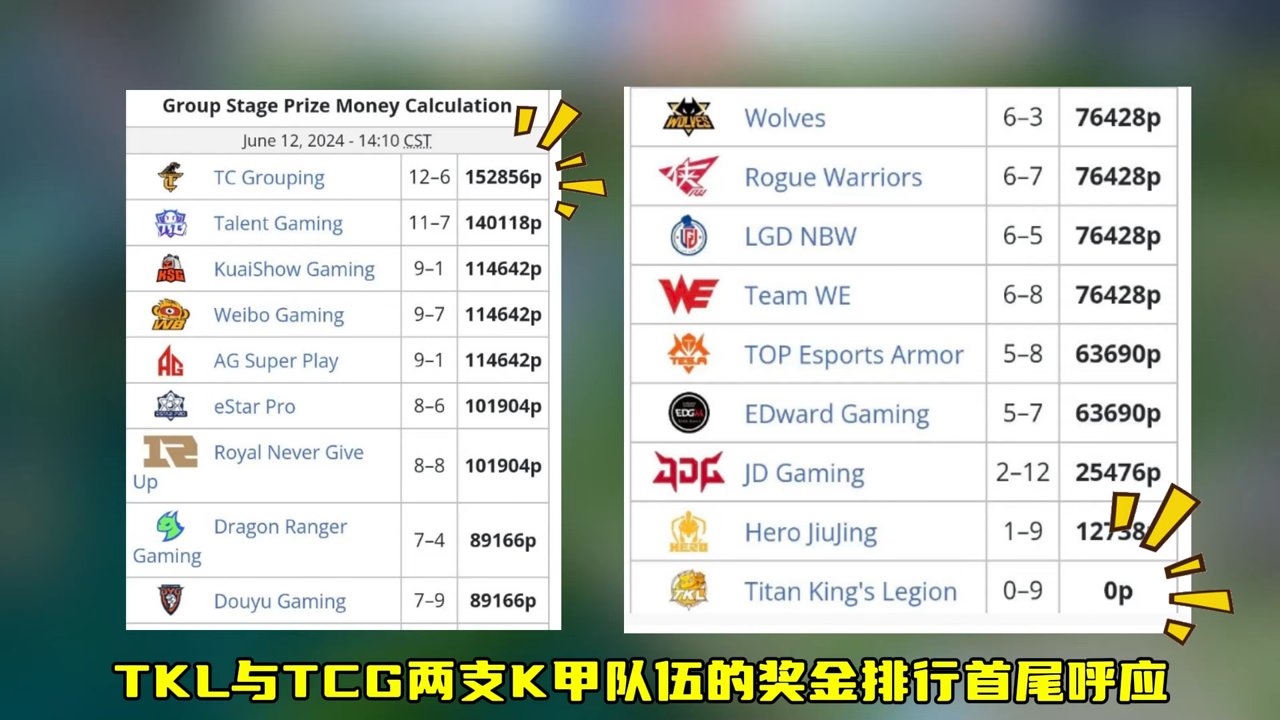 Group Stage Prize Money Calculation
June 12, 2024 - 14:10 CST
TC Grouping 12–6 152856p
Talent Gaming 11–7 140118p
KuaiShow Gaming 9–1 114642p
Weibo Gaming 9–7 114642p
AG Super Play 9–1 114642p
eStar Pro 8–6 101904p
Royal Never Give
Up 8–8 101904p
Dragon Ranger
Gaming 7–4 89166p
Douyu Gaming 7–9 89166p
Wolves 6–3 76428p
Rogue Warriors 6–7 76428p
LGD NBW 6–5 76428p
Team WE 6–8 76428p
TOP Esports Armor 5–8 63690p
EDward Gaming 5–7 63690p
JD Gaming 2–12 25476p
Hero JiuJing 1–9 12738
Titan King's Legion 0–9 0p
TKL与TCG两支K甲队伍的奖金排行首尾呼应